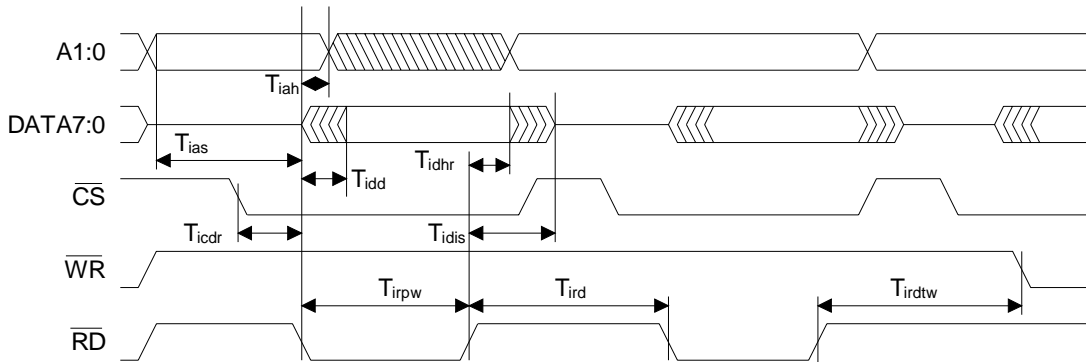 A1:0
Tiah
DATA7:0
Tias
Tidd
Tidhr
CS
Ticdr
Tidis
WR
Tirpw
Tird
Tirdtw
RD